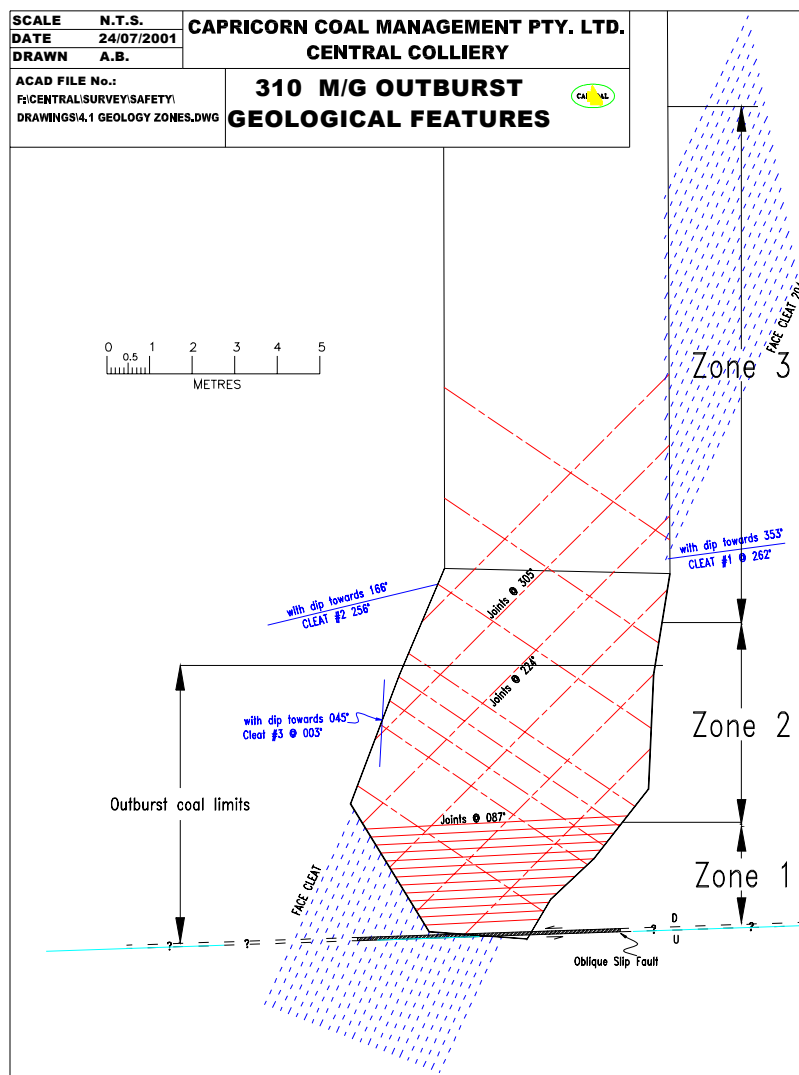 SCALE N.T.S.
DATE 24/07/2001
DRAWN A.B.
CAPRICORN COAL MANAGEMENT PTY. LTD.
CENTRAL COLLIERY
ACAD FILE No.:
F:\CENTRAL\SURVEY\SAFETY\
DRAWINGS\4.1 GEOLOGY ZONES.DWG
310 M/G OUTBURST
GEOLOGICAL FEATURES
0 0.5 1 2 3 4 5
METRES
FACE CLEAT
Zone 3
with dip towards 353°
CLEAT #1 @ 262°
with dip towards 166°
CLEAT #2 256°
Joints @ 305°
Joints @ 224°
with dip towards 045°
Cleat #3 @ 003°
Zone 2
Outburst coal limits
Joints @ 087°
Zone 1
FACE CLEAT
? ? ? ?
D
U
Oblique Slip Fault